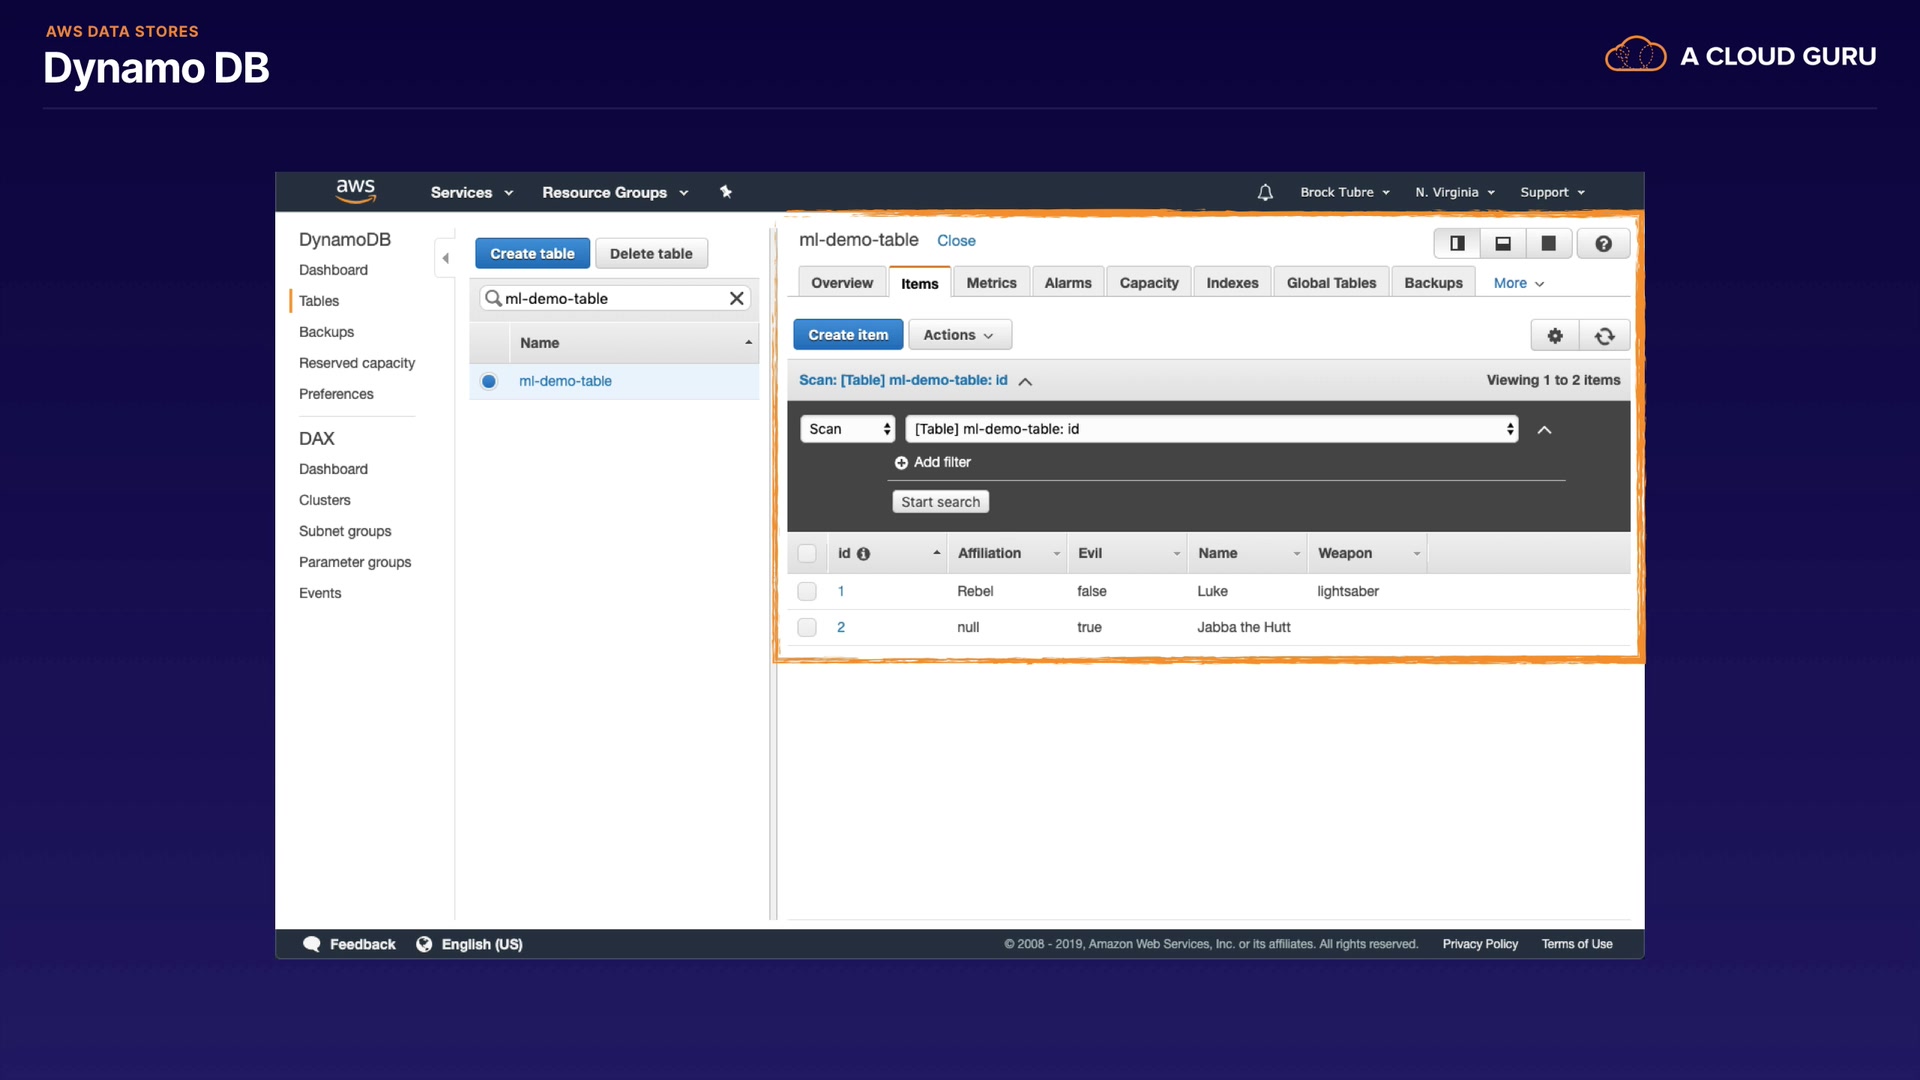 AWS DATA STORES
Dynamo DB
A CLOUD GURU
aws Services Resource Groups Brock Tubre N. Virginia Support
DynamoDB
Dashboard
Tables
Backups
Reserved capacity
Preferences
DAX
Dashboard
Clusters
Subnet groups
Parameter groups
Events
Create table Delete table
ml-demo-table
Name
ml-demo-table
ml-demo-table Close
Overview Items Metrics Alarms Capacity Indexes Global Tables Backups More
Create item Actions
Scan: [Table] ml-demo-table: id Viewing 1 to 2 items
Scan [Table] ml-demo-table: id
Add filter
Start search
id Affiliation Evil Name Weapon
1 Rebel false Luke lightsaber
2 null true Jabba the Hutt
Feedback English (US) © 2008 - 2019, Amazon Web Services, Inc. or its affiliates. All rights reserved. Privacy Policy Terms of Use